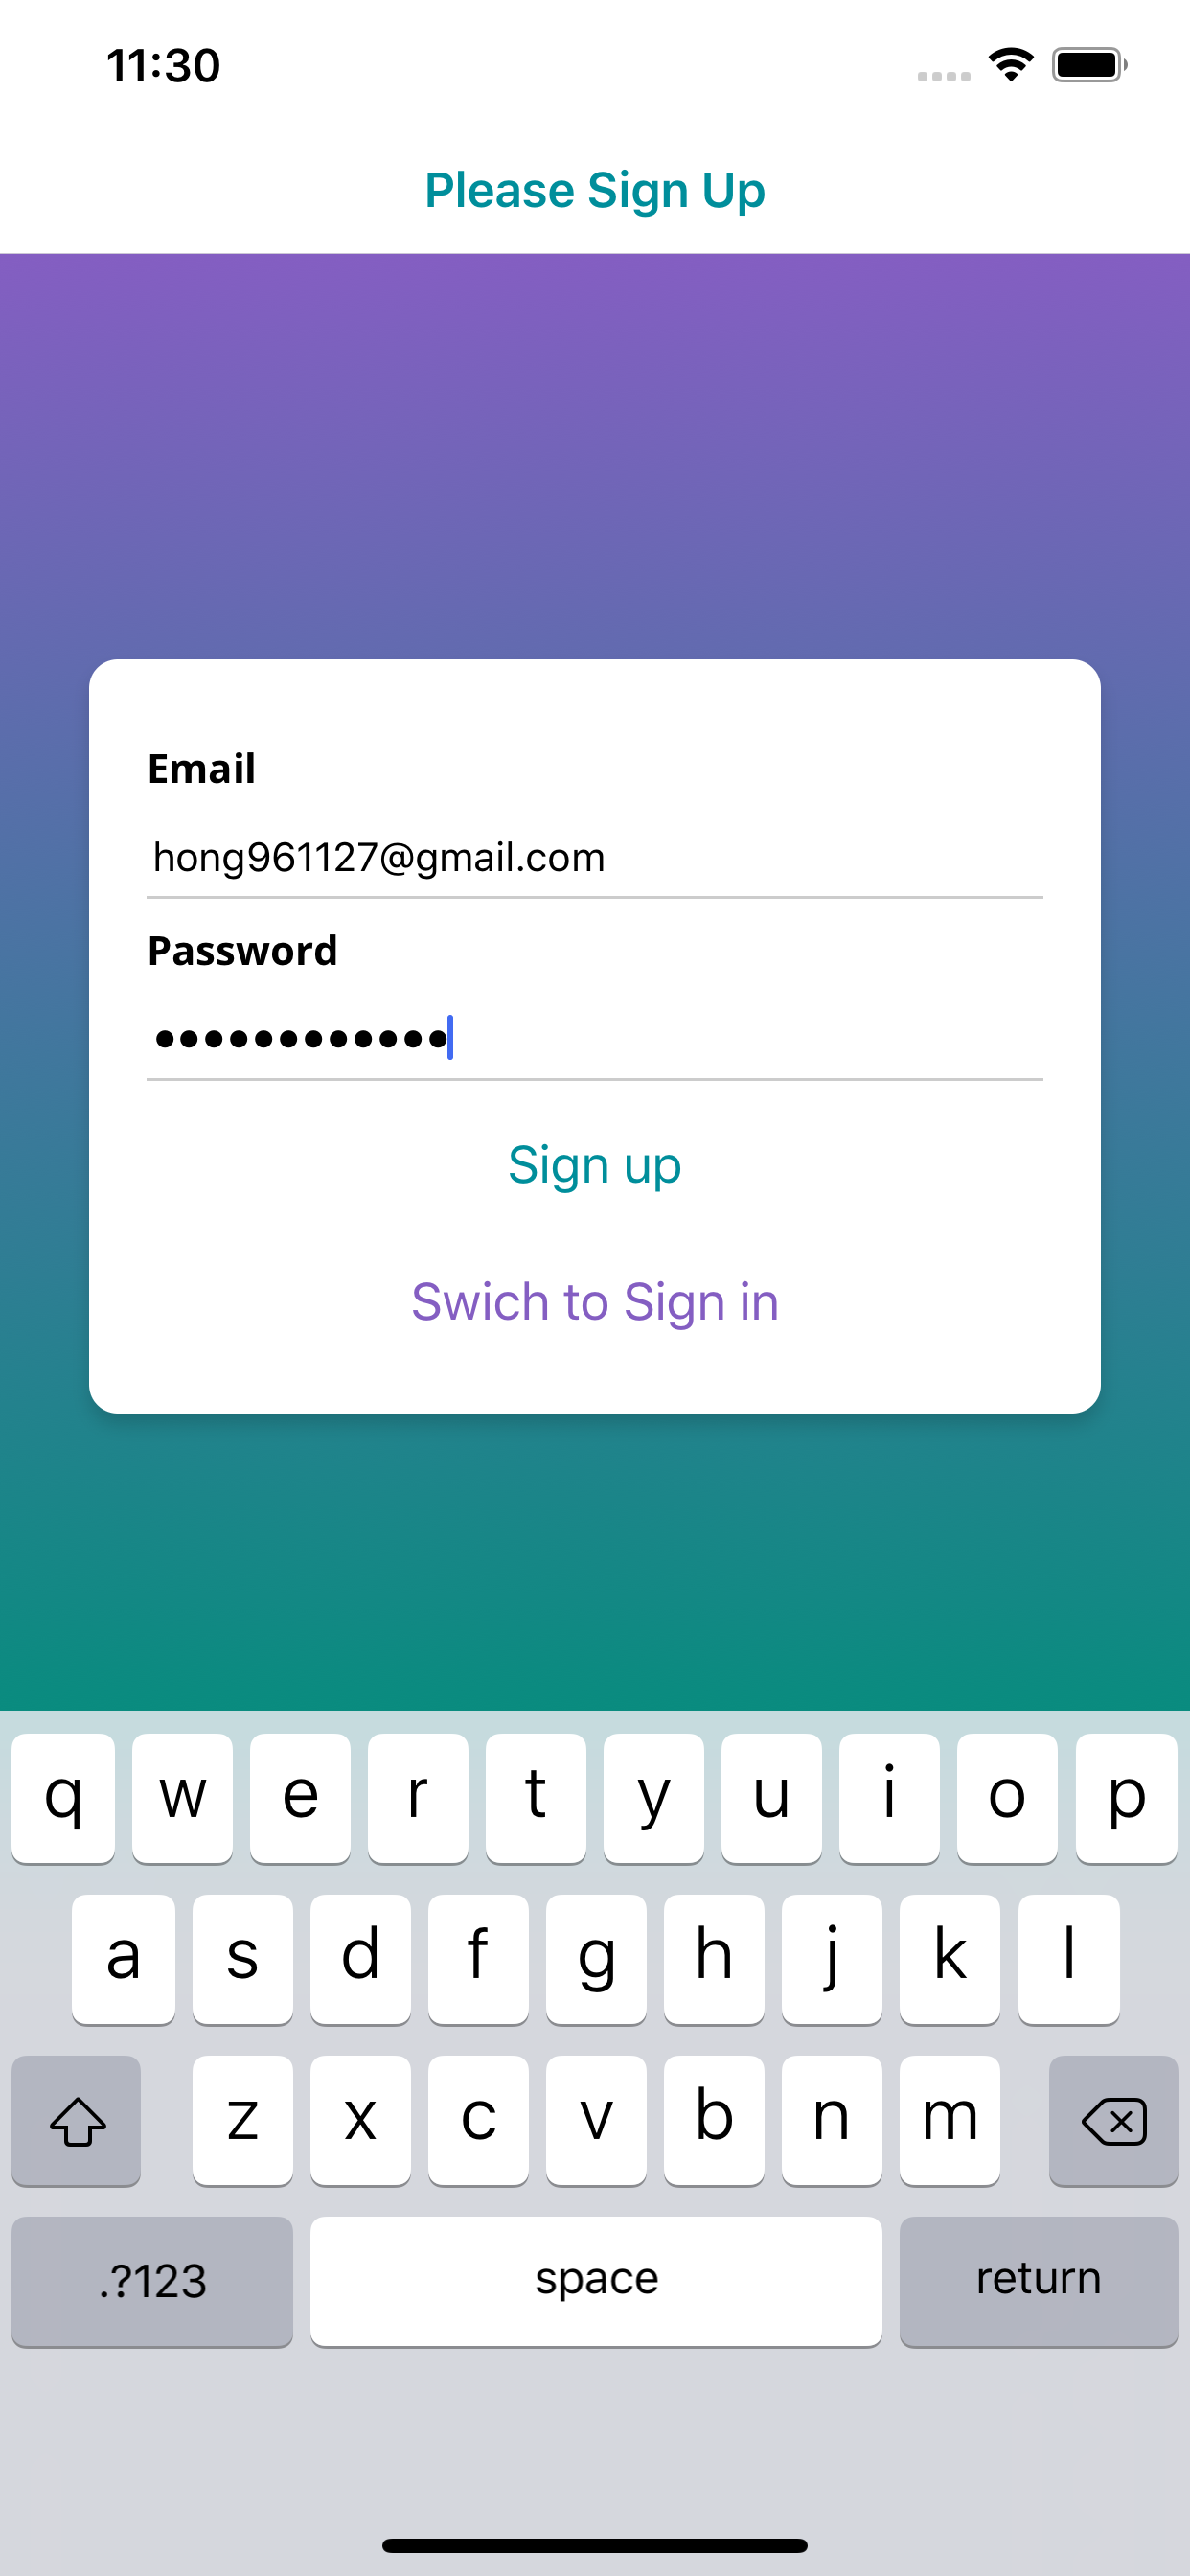 11:30
Please Sign Up
Email
hong961127@gmail.com
Password
••••••••••••
Sign up
Swich to Sign in
q w e r t y u i o p
a s d f g h j k l
z x c v b n m
.?123 space return